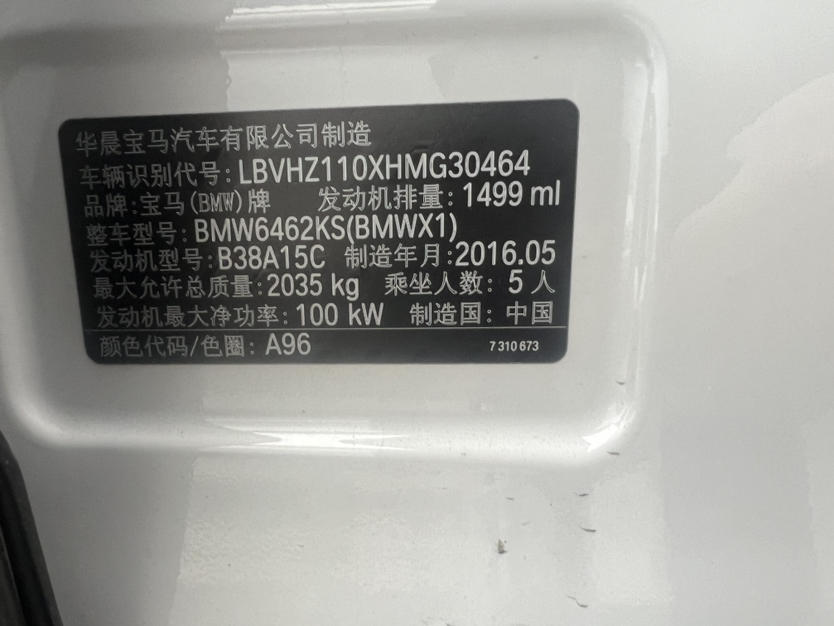 华晨宝马汽车有限公司制造
车辆识别代号: LBVHZ110XHMG30464
品牌:宝马(BMW)牌 发动机排量: 1499 ml
整车型号: BMW6462KS(BMWX1)
发动机型号: B38A15C 制造年月:2016.05
最大允许总质量: 2035 kg 乘坐人数: 5 人
发动机最大净功率: 100 kW 制造国: 中国
颜色代码/色圈: A96 7 310 673